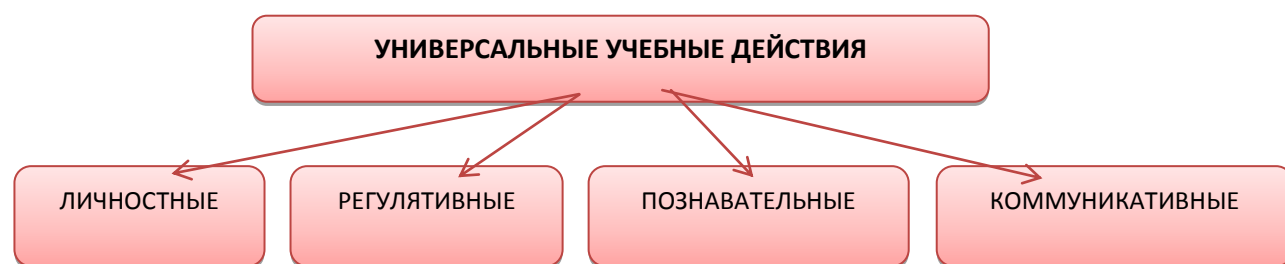 УНИВЕРСАЛЬНЫЕ УЧЕБНЫЕ ДЕЙСТВИЯ
ЛИЧНОСТНЫЕ
РЕГУЛЯТИВНЫЕ
ПОЗНАВАТЕЛЬНЫЕ
КОММУНИКАТИВНЫЕ